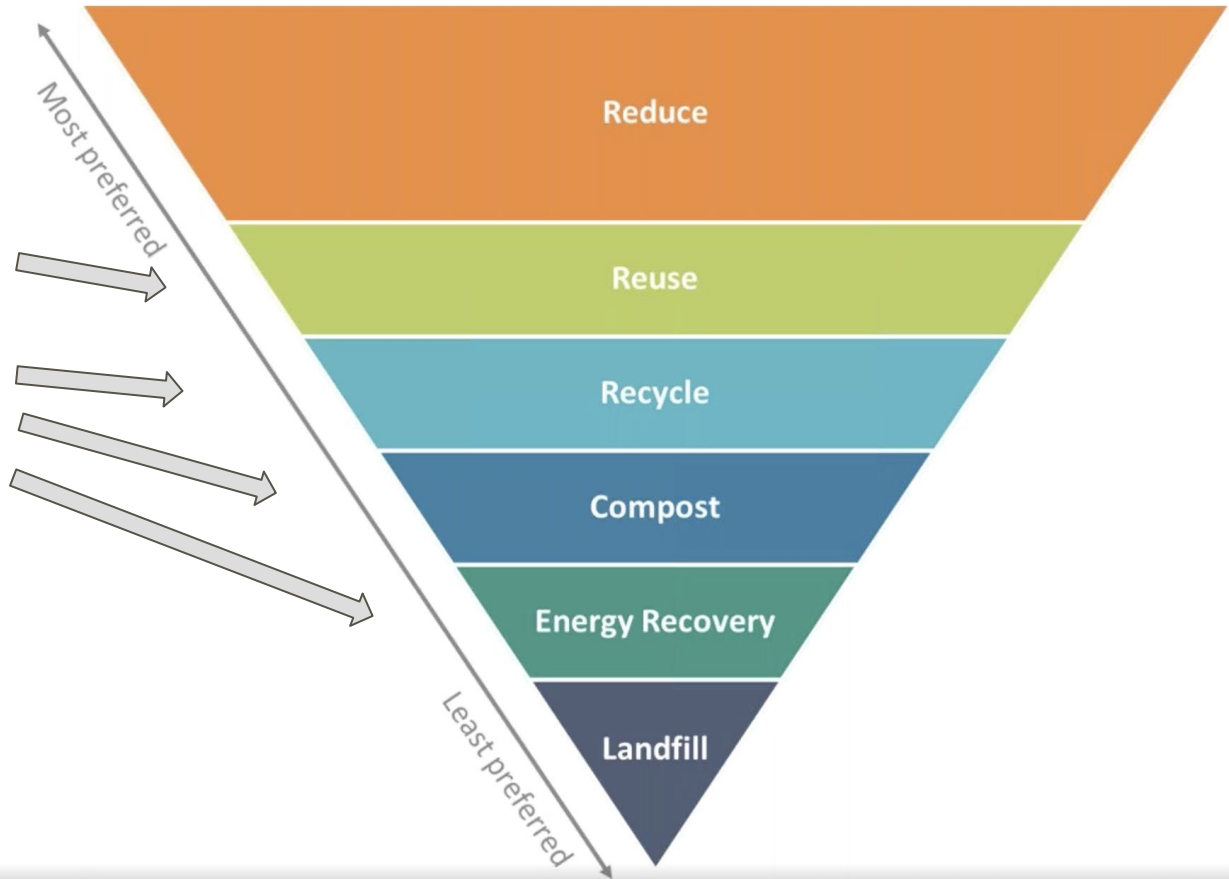 Most preferred
Reduce
Reuse
Recycle
Compost
Energy Recovery
Least preferred
Landfill